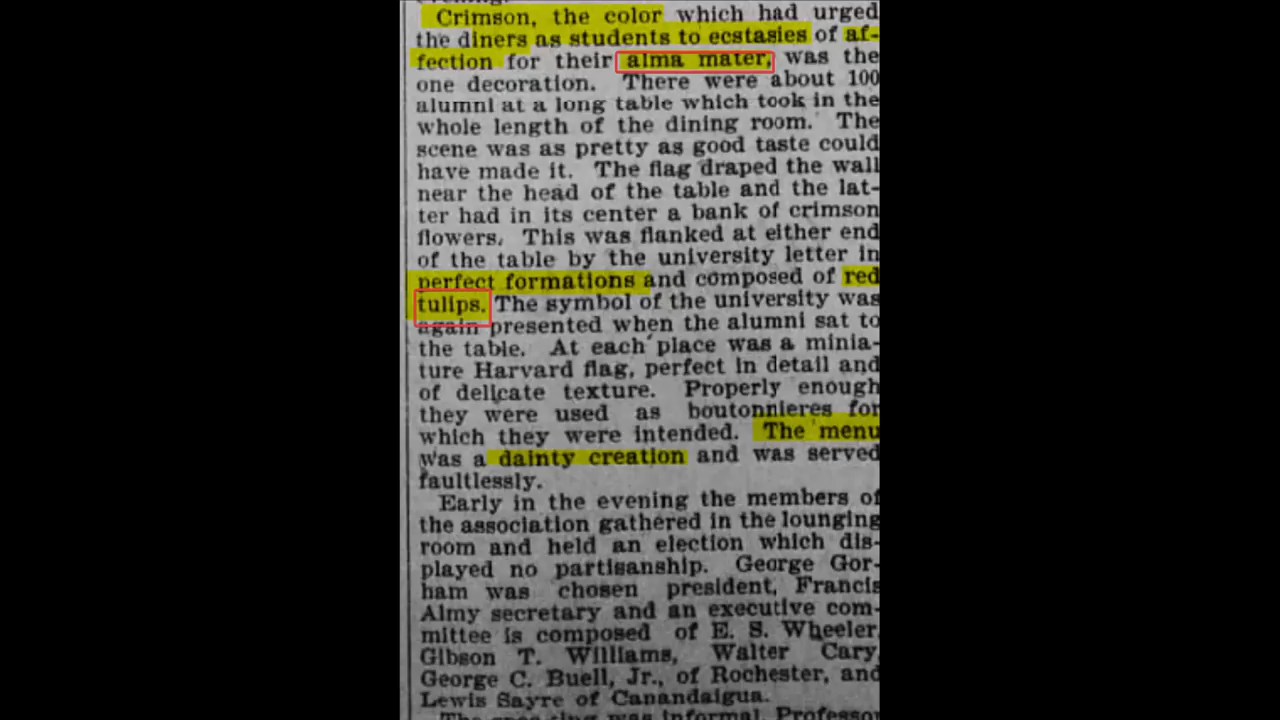 Crimson, the color which had urged
the diners as students to ecstasies of af-
fection for their alma mater, was the
one decoration. There were about 100
alumni at a long table which took in the
whole length of the dining room. The
scene was as pretty as good taste could
have made it. The flag draped the wall
near the head of the table and the lat-
ter had in its center a bank of crimson
flowers. This was flanked at either end
of the table by the university letter in
perfect formations and composed of red
tulips. The symbol of the university was
again presented when the alumni sat to
the table. At each place was a minia-
ture Harvard flag, perfect in detail and
of delicate texture. Properly enough
they were used as boutonnieres for
which they were intended. The menu
was a dainty creation and was served
faultlessly.
Early in the evening the members of
the association gathered in the lounging
room and held an election which dis-
played no partisanship. George Gor-
ham was chosen president, Francis
Almy secretary and an executive com-
mittee is composed of E. S. Wheeler,
Gibson T. Williams, Walter Cary,
George C. Buell, Jr., of Rochester, and
Lewis Sayre of Canandaigua.
was informal. Professor